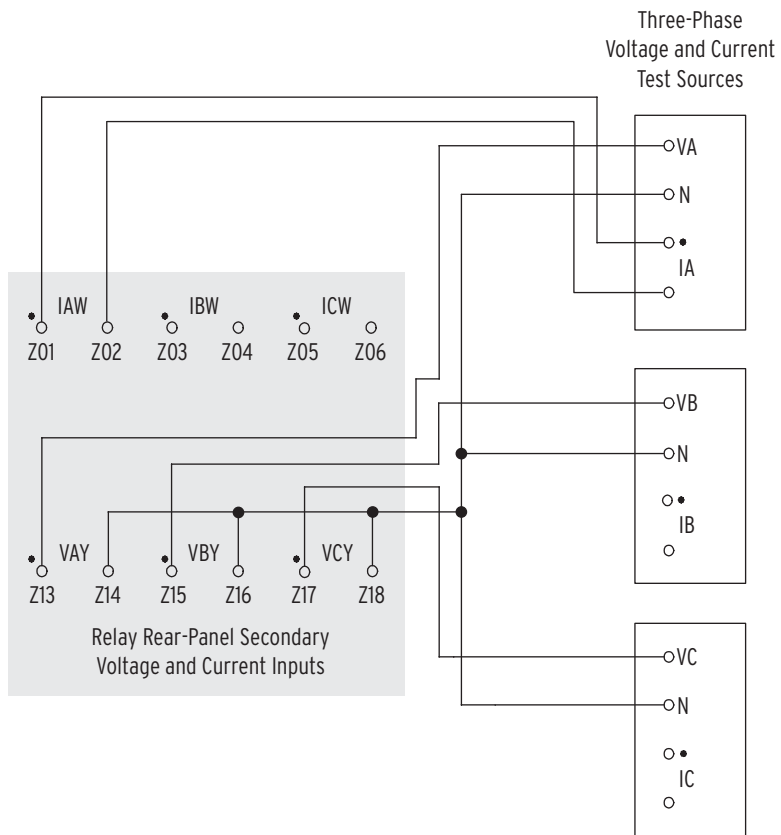 Three-Phase
Voltage and Current
Test Sources
VA
N
IA
IAW IBW ICW
Z01 Z02 Z03 Z04 Z05 Z06
VB
N
IB
VAY VBY VCY
Z13 Z14 Z15 Z16 Z17 Z18
Relay Rear-Panel Secondary
Voltage and Current Inputs
VC
N
IC